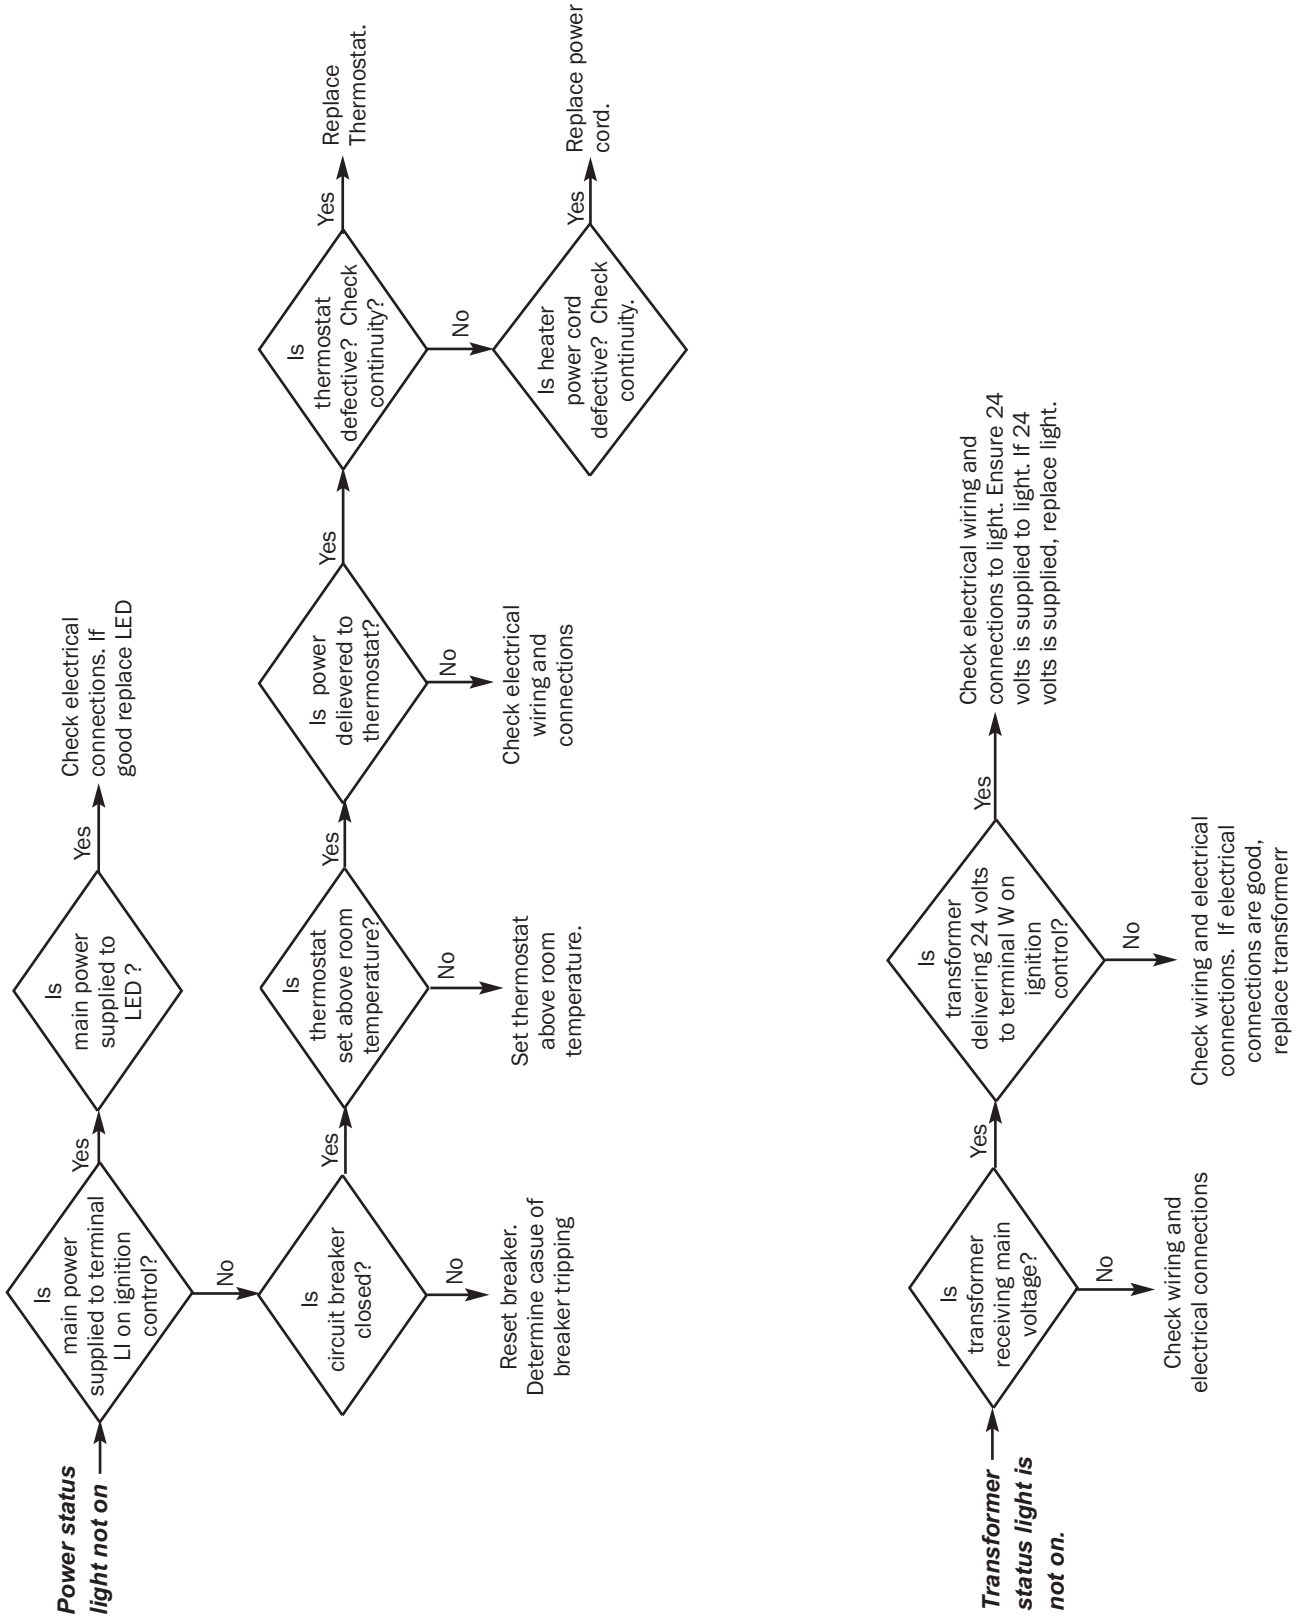 Power status
light not on
Is
main power
supplied to terminal
LI on ignition
control?
Yes
Is
main power
supplied to
LED ?
Yes
Check electrical
connections. If
good replace LED
No
Is
circuit breaker
closed?
No
Reset breaker.
Determine casue of
breaker tripping
Yes
Is
thermostat
set above room
temperature?
No
Set thermostat
above room
temperature.
Yes
Is power
delievered to
thermostat?
No
Check electrical
wiring and
connections
Yes
Is
thermostat
defective? Check
continuity?
Yes
Replace
Thermostat.
No
Is heater
power cord
defective? Check
continuity.
Yes
Replace power
cord.
Transformer
status light is
not on.
Is
transformer
receiving main
voltage?
No
Check wiring and
electrical connections
Yes
Is
transformer
delivering 24 volts
to terminal W on
ignition
control?
No
Check wiring and electrical
connections. If electrical
connections are good,
replace transformerr
Yes
Check electrical wiring and
connections to light. Ensure 24
volts is supplied to light. If 24
volts is supplied, replace light.